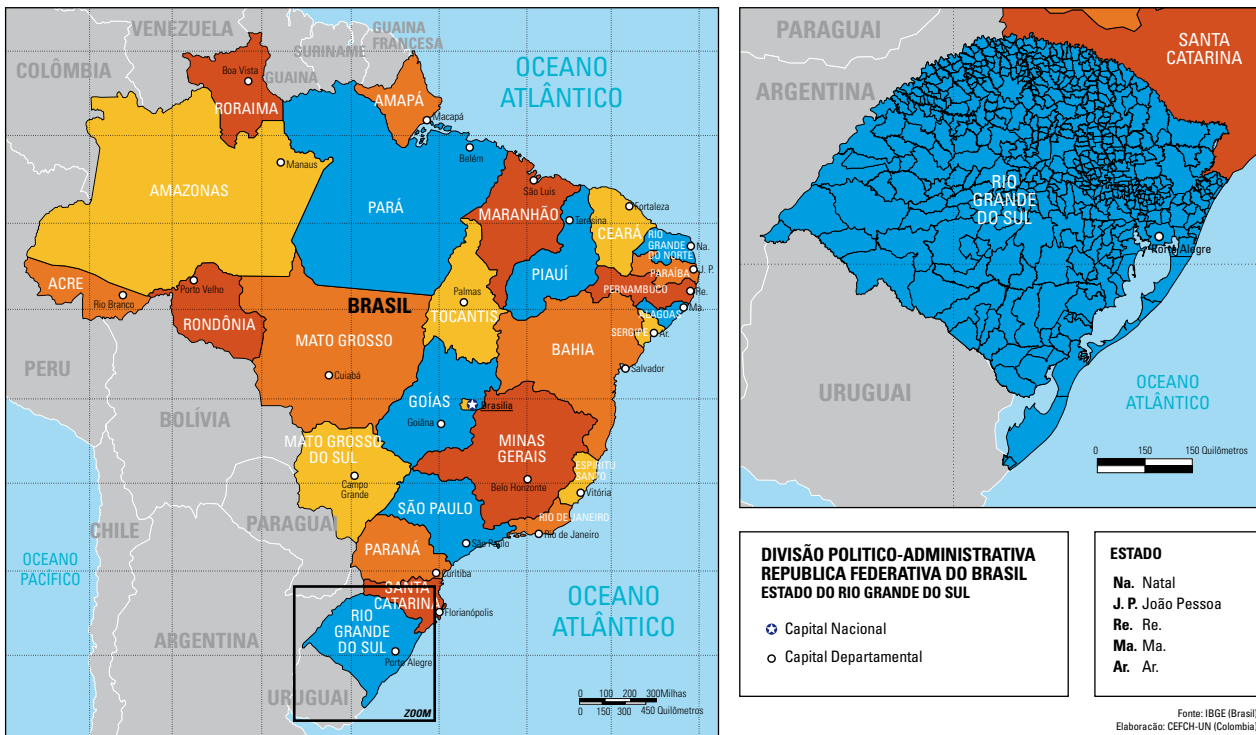 VENEZUELA
COLÔMBIA
SURINAME
GUAINA
FRANCESA
GUAINA
OCEANO
ATLÂNTICO
Boa Vista
RORAIMA
AMAPÁ
Macapá
Belém
Manaus
AMAZONAS
PARÁ
São Luis
MARANHÃO
Teresina
Fortaleza
CEARÁ
RIO
GRANDE
DO NORTE
Na.
PIAUÍ
PARAÍBA
J. P.
PERNAMBUCO
Re.
ALAGOAS
Ma.
SERGIPE
Ar.
ACRE
Rio Branco
Porto Velho
RONDÔNIA
BRASIL
Palmas
TOCANTIS
MATO GROSSO
Cuiabá
BAHIA
Salvador
PERU
BOLÍVIA
GOÍAS
Brasilia
Goiâna
MATO GROSSO
DO SUL
Campo
Grande
MINAS
GERAIS
Belo Horizonte
ESPIRITU
SANTO
Vitória
SÃO PAULO
São Paulo
RIO DE JANEIRO
Rio de Janeiro
CHILE
PARAGUAI
PARANÁ
Curitiba
OCEANO
PACÍFICO
SANTA
CATARINA
Florianópolis
RIO
GRANDE
DO SUL
Porto Alegre
ARGENTINA
URUGUAI
ZOOM
OCEANO
ATLÂNTICO
0 100 200 300Milhas
0 150 300 450 Quilômetros
PARAGUAI
SANTA
CATARINA
ARGENTINA
RIO
GRANDE
DO SUL
Porto Alegre
URUGUAI
OCEANO
ATLÂNTICO
150 0 150 Quilômetros
DIVISÃO POLITICO-ADMINISTRATIVA
REPUBLICA FEDERATIVA DO BRASIL
ESTADO DO RIO GRANDE DO SUL
Capital Nacional
Capital Departamental
ESTADO
Na. Natal
J. P. João Pessoa
Re. Re.
Ma. Ma.
Ar. Ar.
Fonte: IBGE (Brasil)
Elaboracão: CEFCH-UN (Colombia)